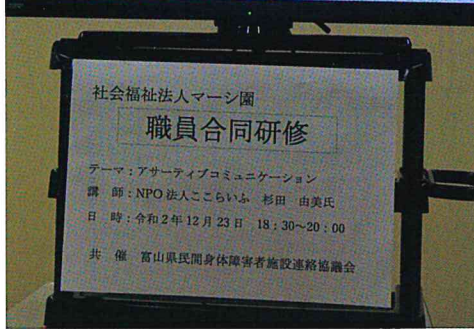 社会福祉法人マーシ園
職員合同研修
テーマ：アサーティブコミュニケーション
講　師：NPO法人ここらいふ　杉田　由美氏
日　時：令和2年12月23日　18：30～20：00
共　催　富山県民間身体障害者施設連絡協議会